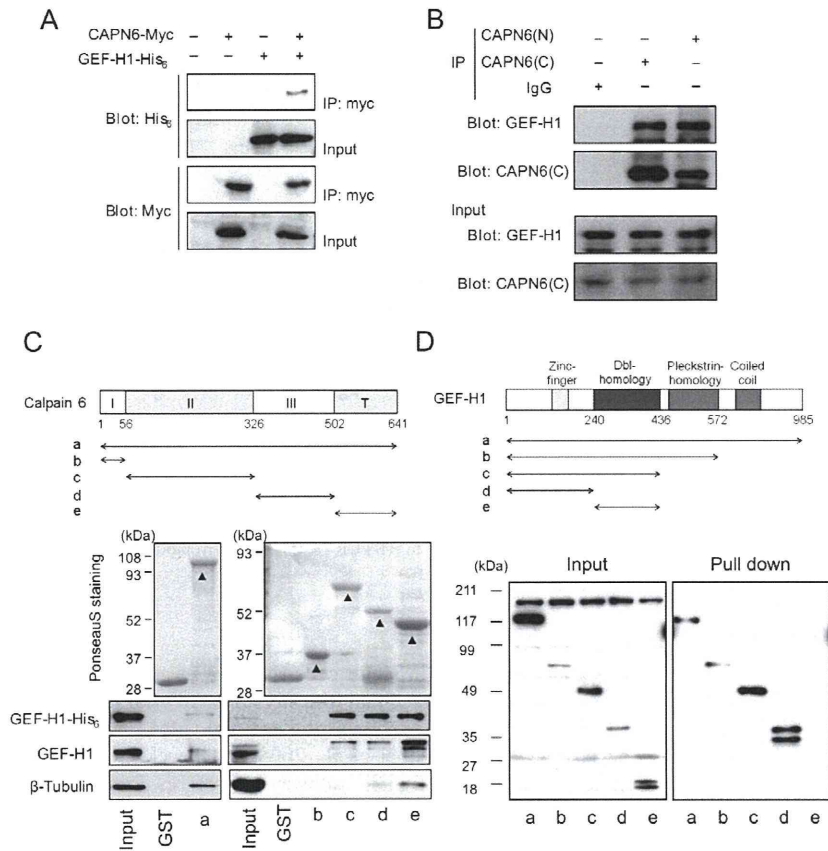 A
CAPN6-Myc – + – +
GEF-H1-His6 – – + +
Blot: His6
IP: myc
Input
Blot: Myc
IP: myc
Input
B
IP
CAPN6(N) – – +
CAPN6(C) – + –
IgG + – –
Blot: GEF-H1
Blot: CAPN6(C)
Input
Blot: GEF-H1
Blot: CAPN6(C)
C
Calpain 6
I II III T
1 56 326 502 641
a
b
c
d
e
(kDa) (kDa)
PonseauS staining
108
93
52
37
28
93
52
37
28
GEF-H1-His6
GEF-H1
β-Tubulin
Input GST a Input GST b c d e
D
Zinc-finger
Dbl-homology
Pleckstrin-homology
Coiled coil
GEF-H1
1 240 436 572 985
a
b
c
d
e
(kDa) Input Pull down
211
117
99
49
35
27
18
a b c d e a b c d e